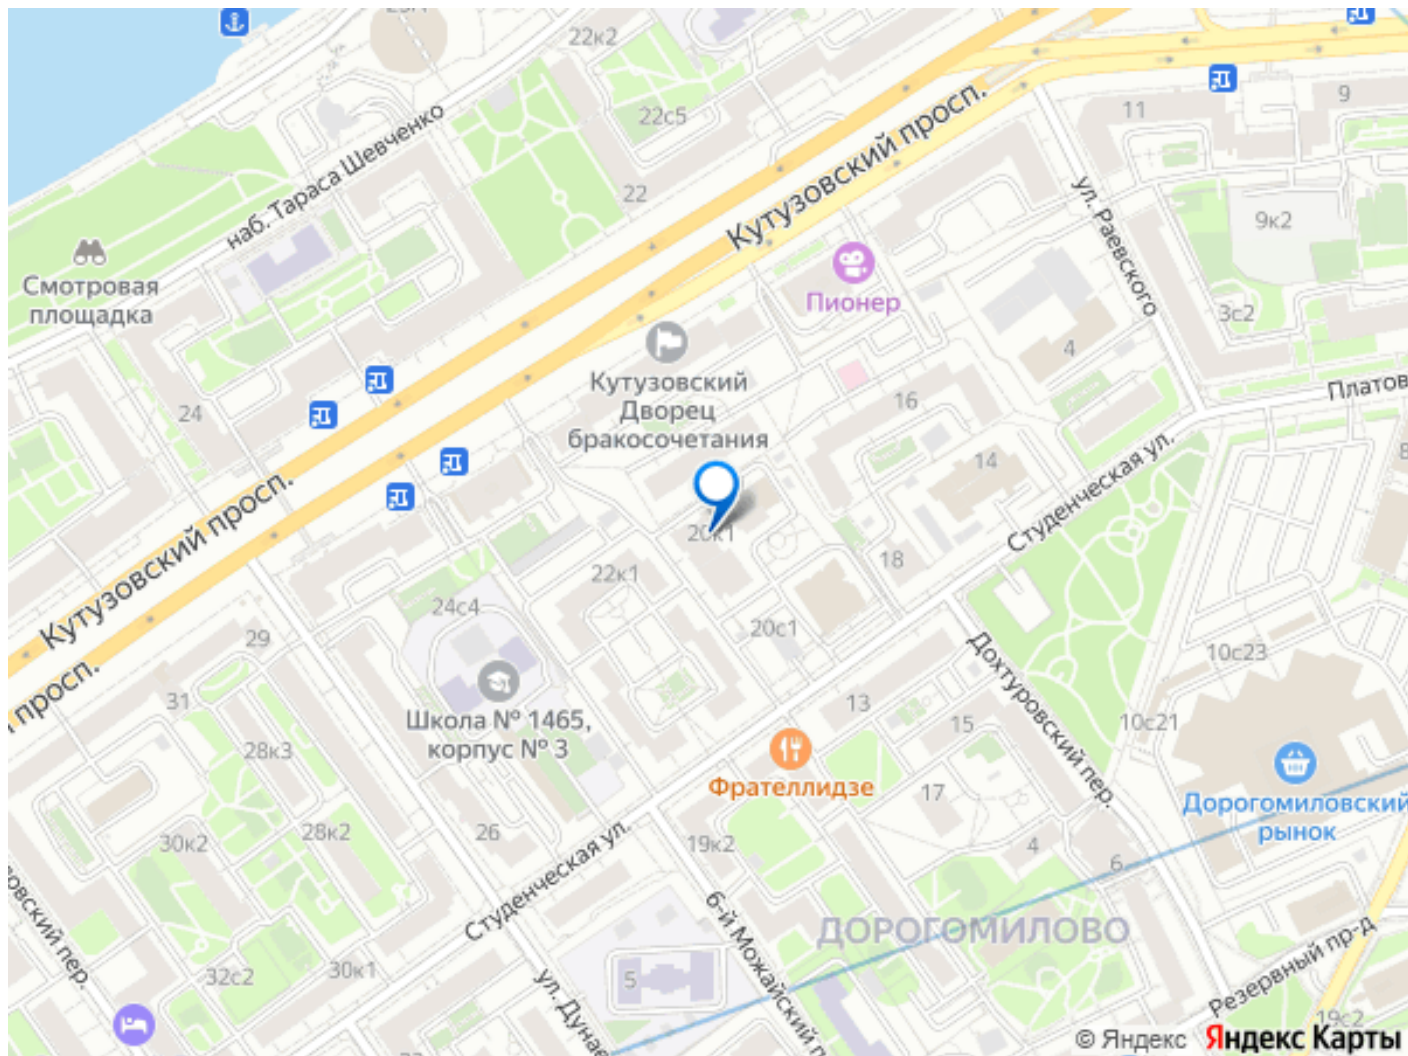 22к2
22с5
11
9
наб. Тараса Шевченко
Кутузовский просп.
ул. Раевского
22
9к2
Смотровая
площадка
Пионер
3с2
4
Кутузовский
Дворец
бракосочетания
24
16
Платов
14
Студенческая ул.
Кутузовский просп.
20к1
18
22к1
24с4
20с1
29
Дохтуровский пер.
10с23
просп.
31
Школа № 1465,
корпус № 3
13
15
10с21
28к3
Фрателлидзе
17
Дорогомиловский
рынок
30к2
28к2
26
19к2
4
6
Студенческая ул.
6-й Можайский п
ДОРОГОМИЛОВО
овский пер.
32с2
30к1
5
ул. Дунае
Резервный пр-д
19с2
© Яндекс Яндекс Карты